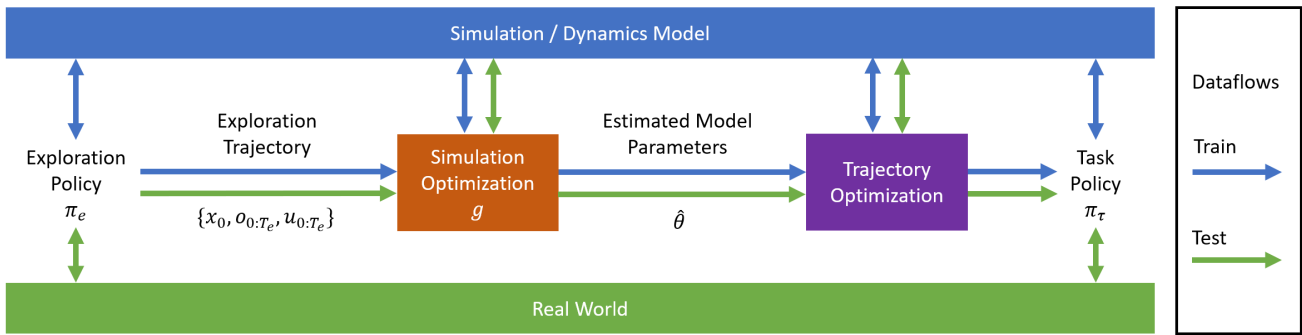 Simulation / Dynamics Model
Exploration
Policy
πₑ
Exploration
Trajectory
{x₀, o₀:Tₑ, u₀:Tₑ}
Simulation
Optimization
g
Estimated Model
Parameters
θ̂
Trajectory
Optimization
Task
Policy
π_τ
Real World
Dataflows
Train
Test